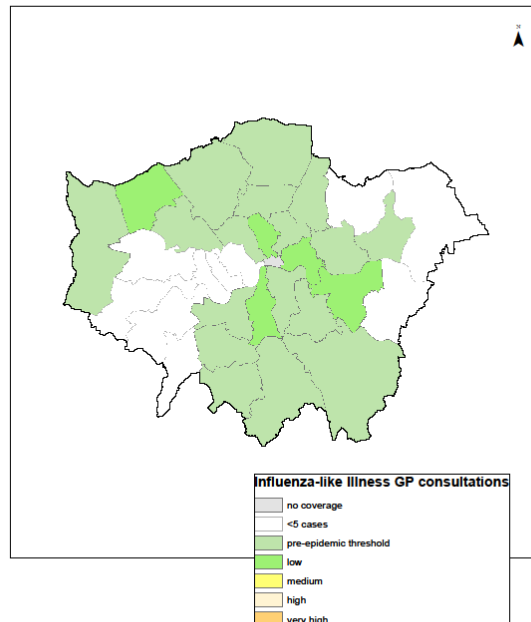 N
Influenza-like Illness GP consultations
no coverage
<5 cases
pre-epidemic threshold
low
medium
high
very high